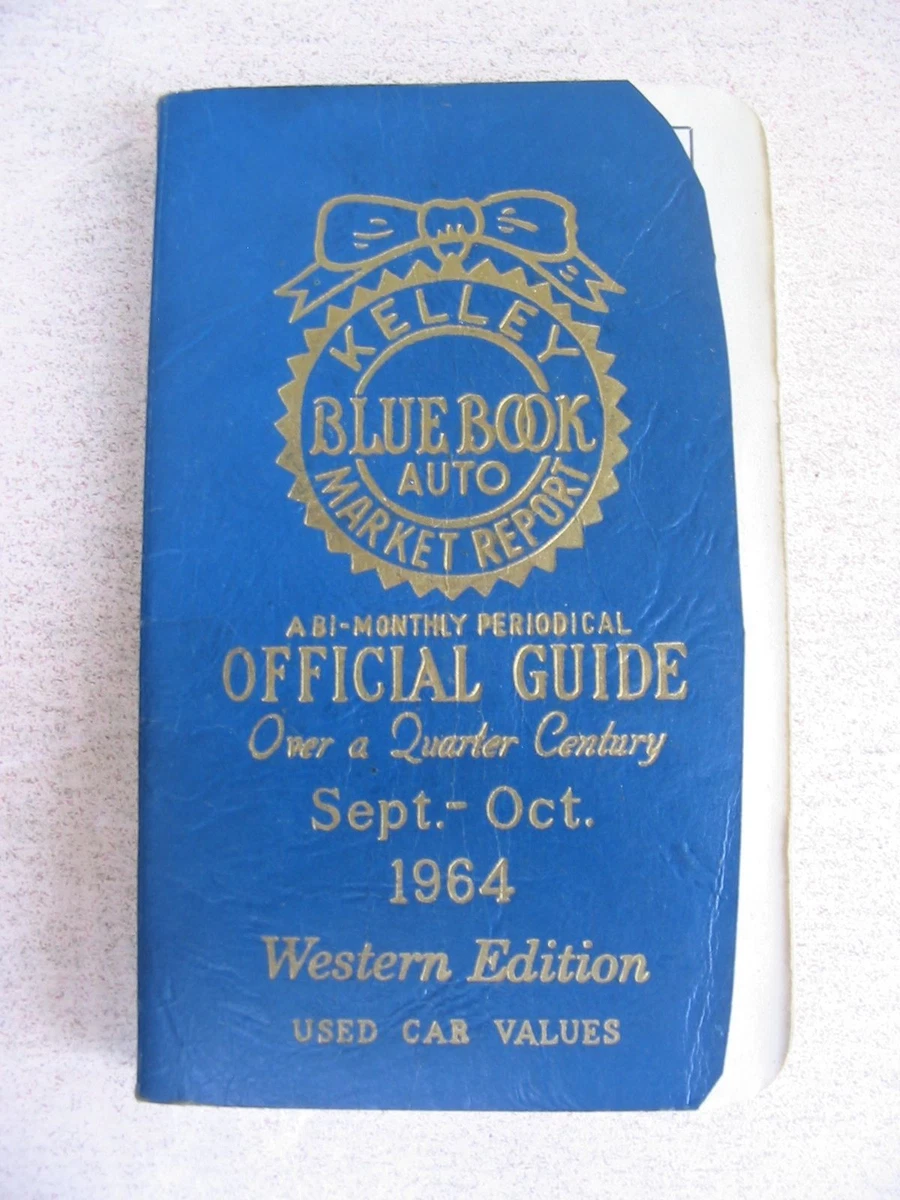 KELLEY
BLUE BOOK
AUTO
MARKET REPORT
A BI-MONTHLY PERIODICAL
OFFICIAL GUIDE
Over a Quarter Century
Sept.- Oct.
1964
Western Edition
USED CAR VALUES